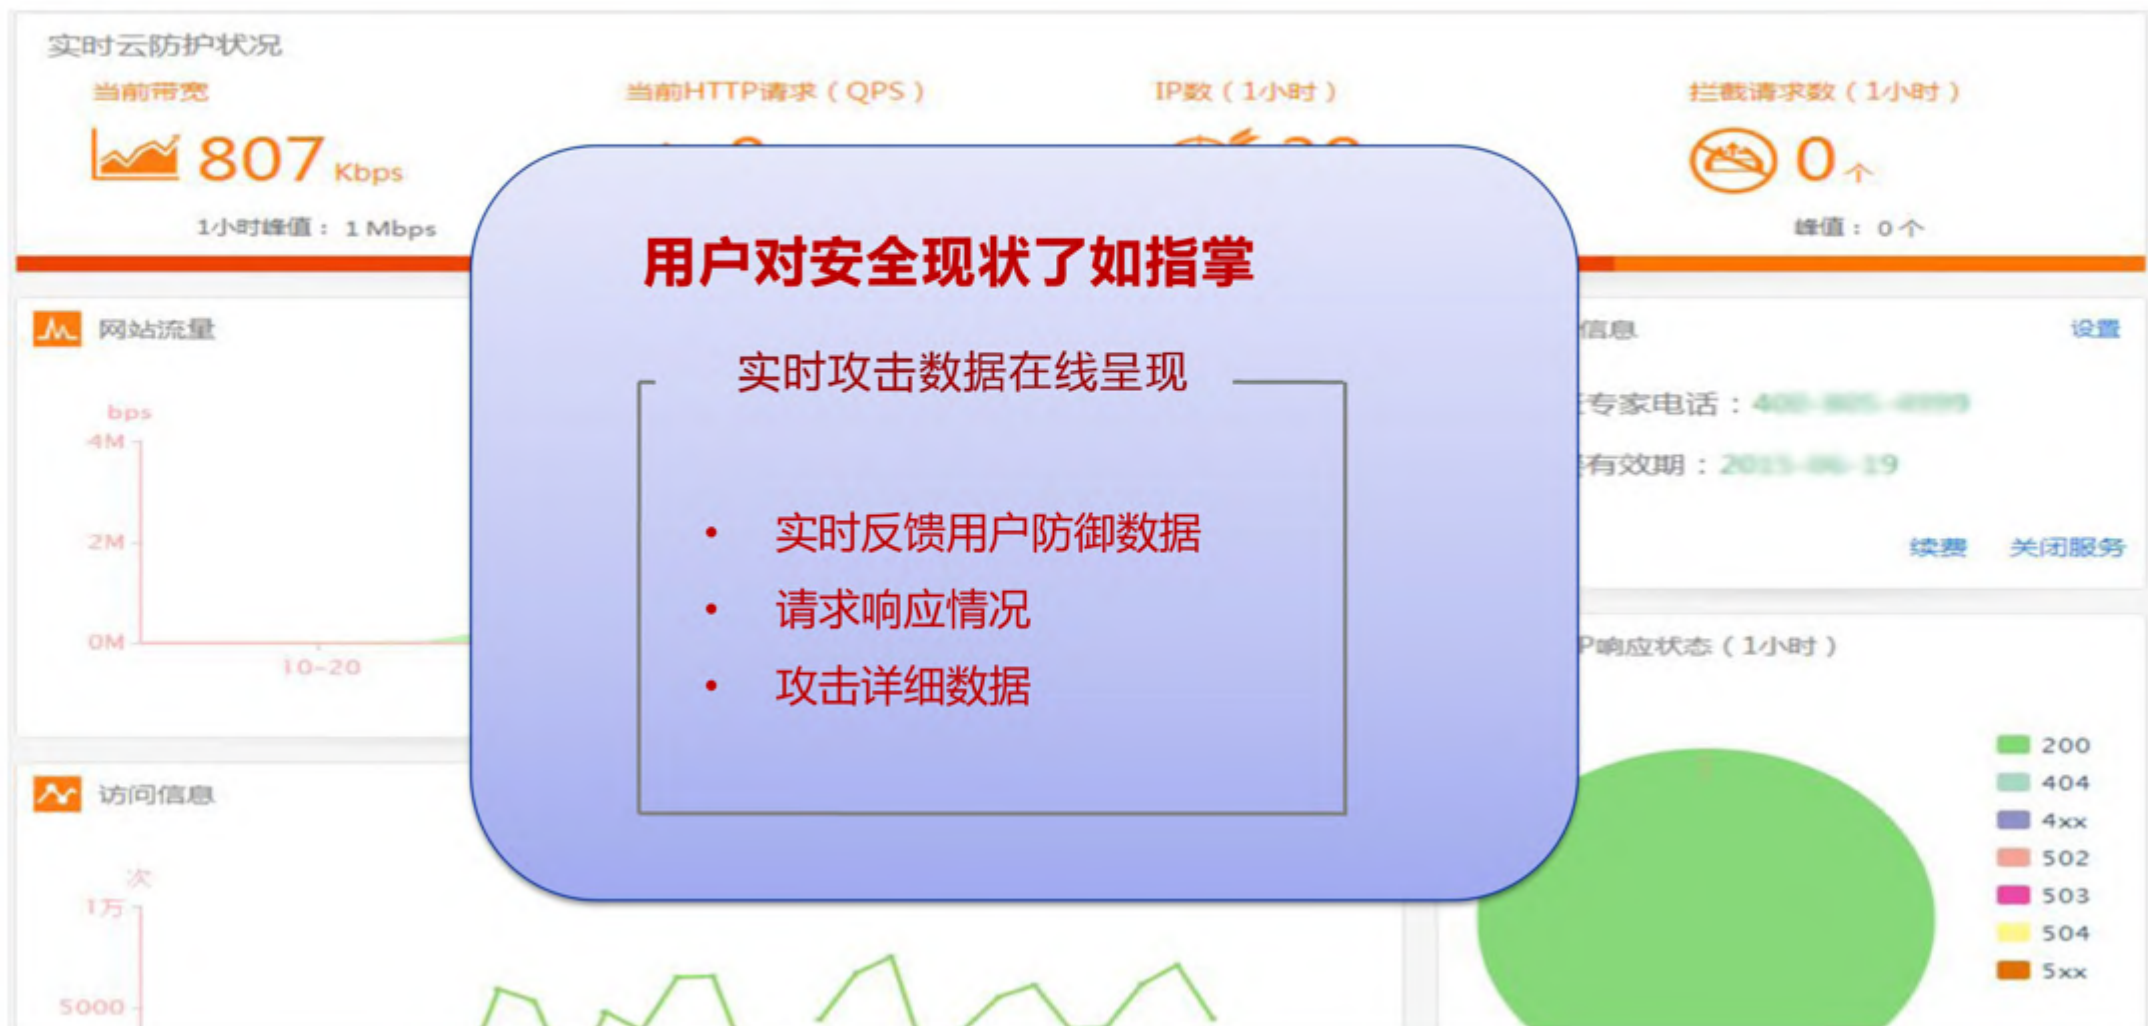 实时云防护状况
当前带宽
当前HTTP请求（QPS）
IP数（1小时）
拦截请求数（1小时）
807 Kbps
0个
1小时峰值：1 Mbps
峰值：0个
用户对安全现状了如指掌
实时攻击数据在线呈现
• 实时反馈用户防御数据
• 请求响应情况
• 攻击详细数据
网站流量
bps
4M
2M
0M
10-20
信息
设置
专家电话：
有效期：
续费 关闭服务
访问信息
次
1万
5000
P响应状态（1小时）
200
404
4xx
502
503
504
5xx